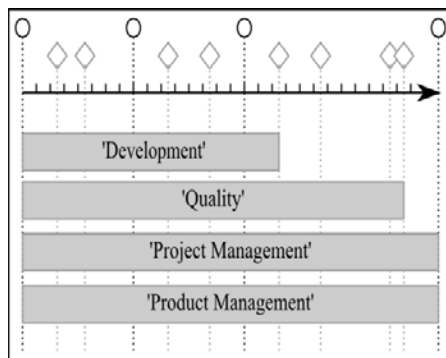 'Development'
'Quality'
'Project Management'
'Product Management'